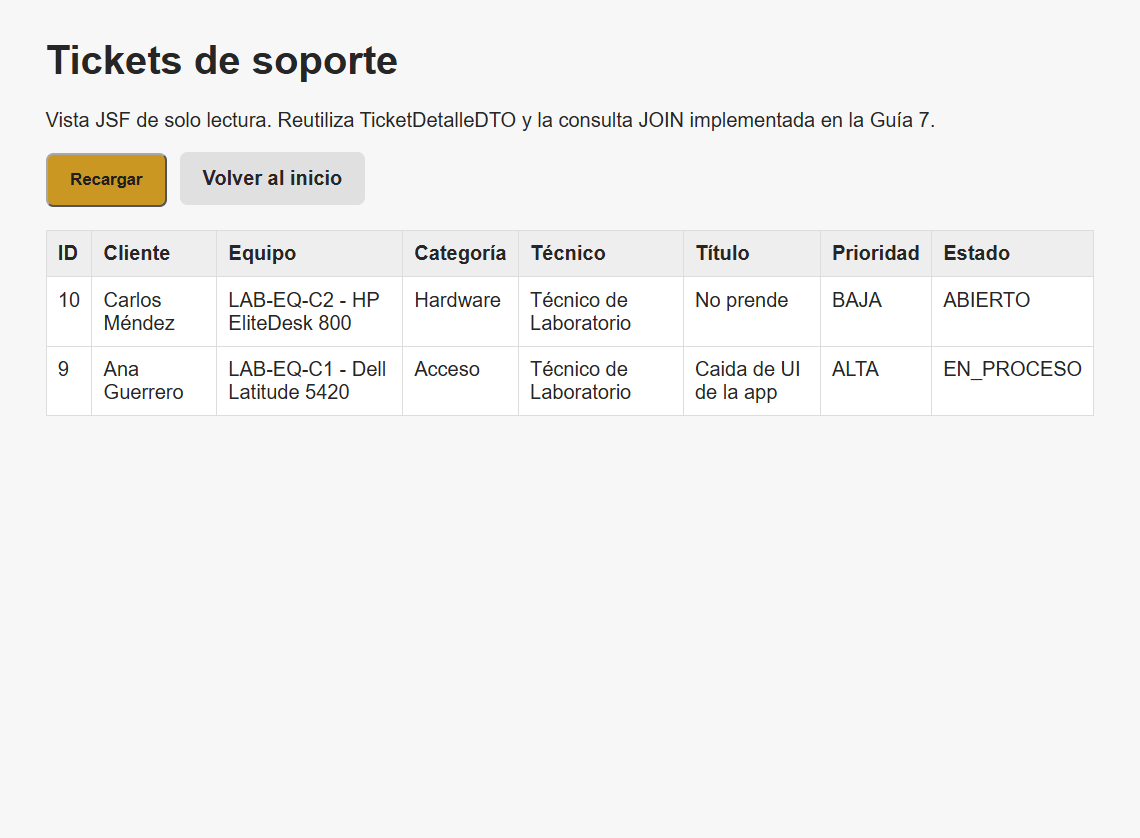 Tickets de soporte
Vista JSF de solo lectura. Reutiliza TicketDetalleDTO y la consulta JOIN implementada en la Guía 7.
Recargar Volver al inicio
ID Cliente Equipo Categoría Técnico Título Prioridad Estado
10 Carlos LAB-EQ-C2 - HP Hardware Técnico de No prende BAJA ABIERTO
Méndez EliteDesk 800 Laboratorio
9 Ana LAB-EQ-C1 - Dell Acceso Técnico de Caida de UI ALTA EN_PROCESO
Guerrero Latitude 5420 Laboratorio de la app